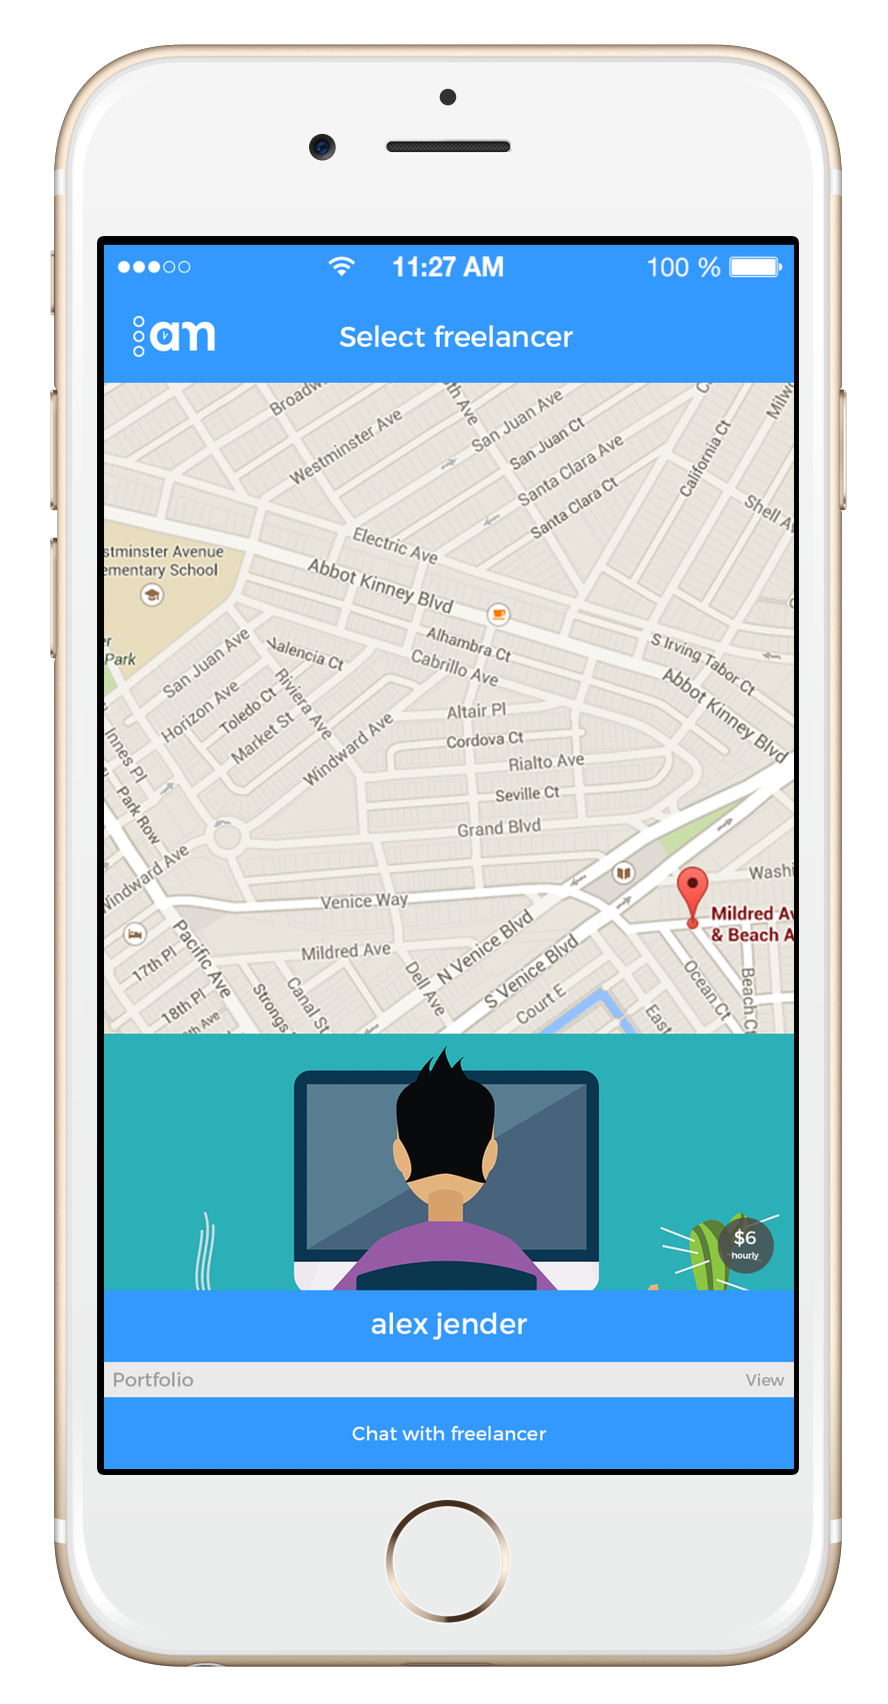 11:27 AM
100 %
am
Select freelancer
Broadw
Westminster Ave
th Ave
San Juan Ave
San Juan Ct
Santa Clara Ave
Santa Clara Ct
California Ct
Milw
Shell A
Electric Ave
Abbot Kinney Blvd
stminster Avenue
ementary School
Park
San Juan Ave
Valencia Ct
Alhambra Ct
Cabrillo Ave
S Irving Tabor Ct
Abbot Kinney Blvd
Horizon Ave
Toledo Ct
Riviera Ave
Market St
Windward Ave
Altair Pl
Cordova Ct
Rialto Ave
Seville Ct
Grand Blvd
Innes Pl
Park Row
Windward Ave
Venice Way
Washi
Mildred Av
& Beach A
Mildred Ave
Pacific Ave
17th Pl
18th Pl
th Ave
Strongs
Canal St
Dell Ave
N Venice Blvd
S Venice Blvd
Court E
East
Ocean Ct
Beach Ct
$6
hourly
alex jender
Portfolio
View
Chat with freelancer